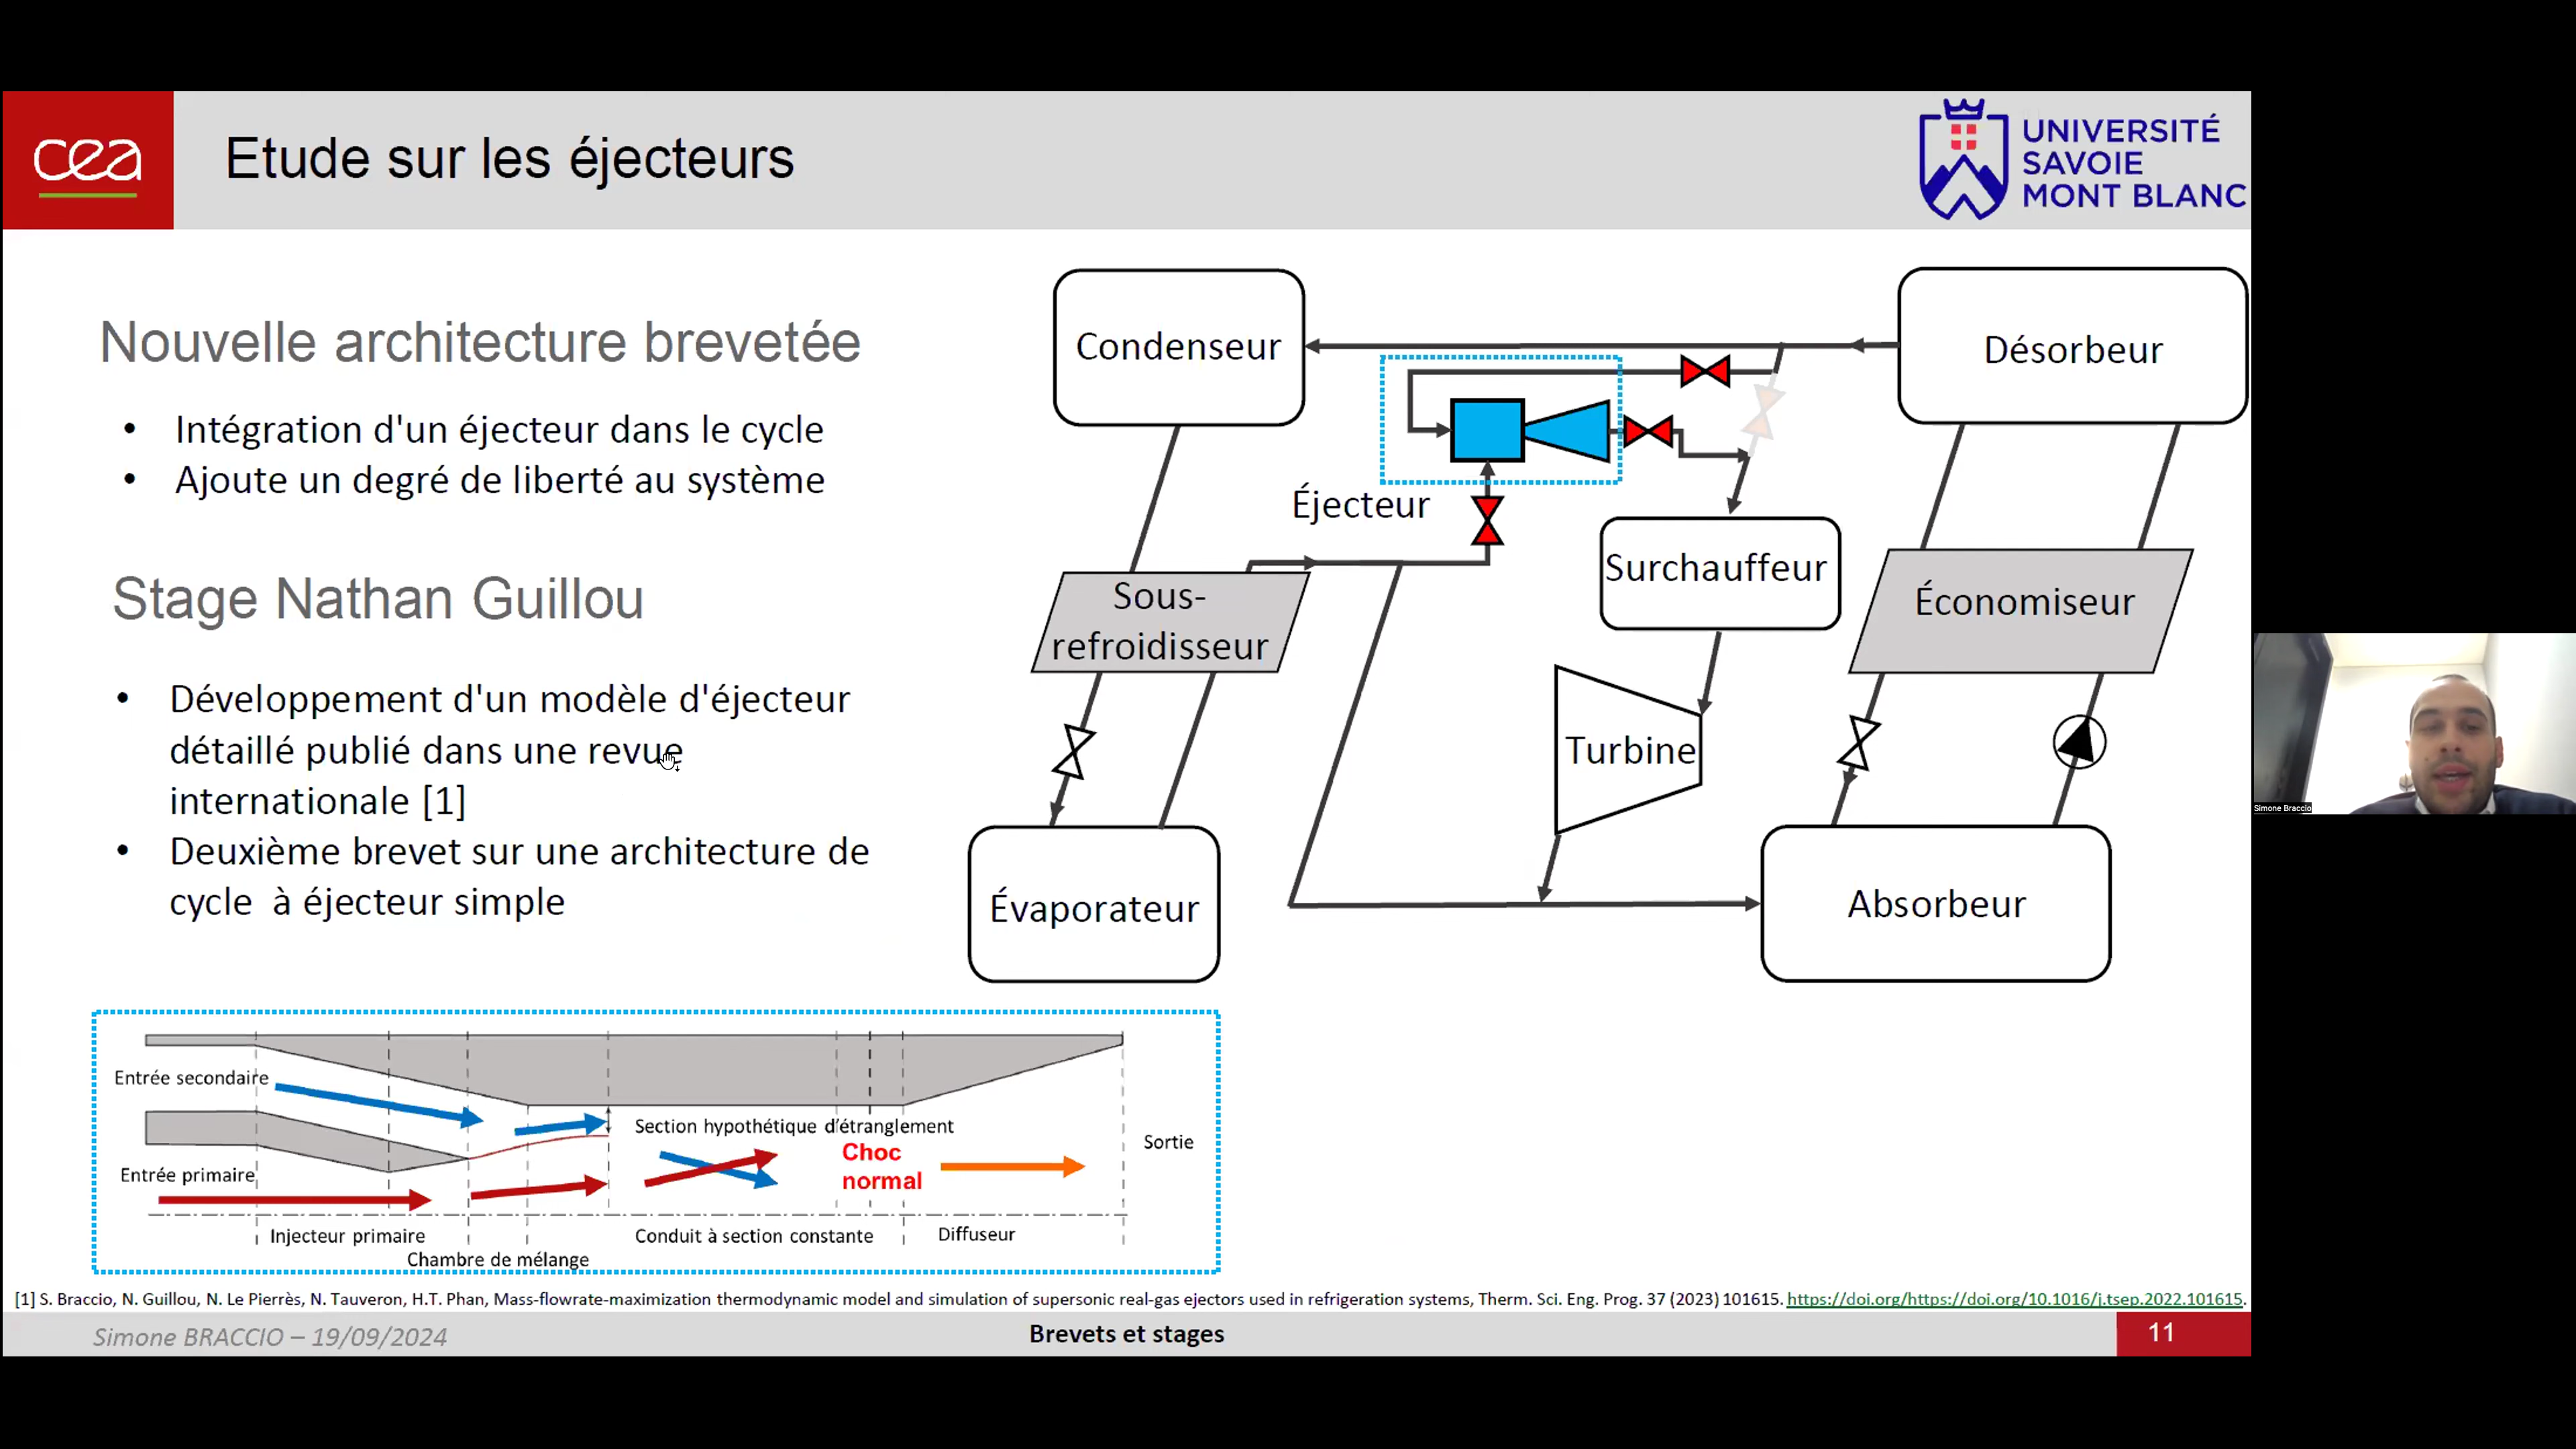 cea
Etude sur les éjecteurs
UNIVERSITÉ
SAVOIE
MONT BLANC
Nouvelle architecture brevetée
• Intégration d'un éjecteur dans le cycle
• Ajoute un degré de liberté au système
Stage Nathan Guillou
• Développement d'un modèle d'éjecteur
détaillé publié dans une revue
internationale [1]
• Deuxième brevet sur une architecture de
cycle à éjecteur simple
Condenseur
Désorbeur
Éjecteur
Surchauffeur
Sous-
refroidisseur
Économiseur
Turbine
Évaporateur
Absorbeur
Simone Braccio
Entrée secondaire
Section hypothétique d'étranglement
Choc
normal
Sortie
Entrée primaire
Injecteur primaire
Conduit à section constante
Diffuseur
Chambre de mélange
[1] S. Braccio, N. Guillou, N. Le Pierrès, N. Tauveron, H.T. Phan, Mass-flowrate-maximization thermodynamic model and simulation of supersonic real-gas ejectors used in refrigeration systems, Therm. Sci. Eng. Prog. 37 (2023) 101615. https://doi.org/https://doi.org/10.1016/j.tsep.2022.101615.
Simone BRACCIO – 19/09/2024
Brevets et stages
11